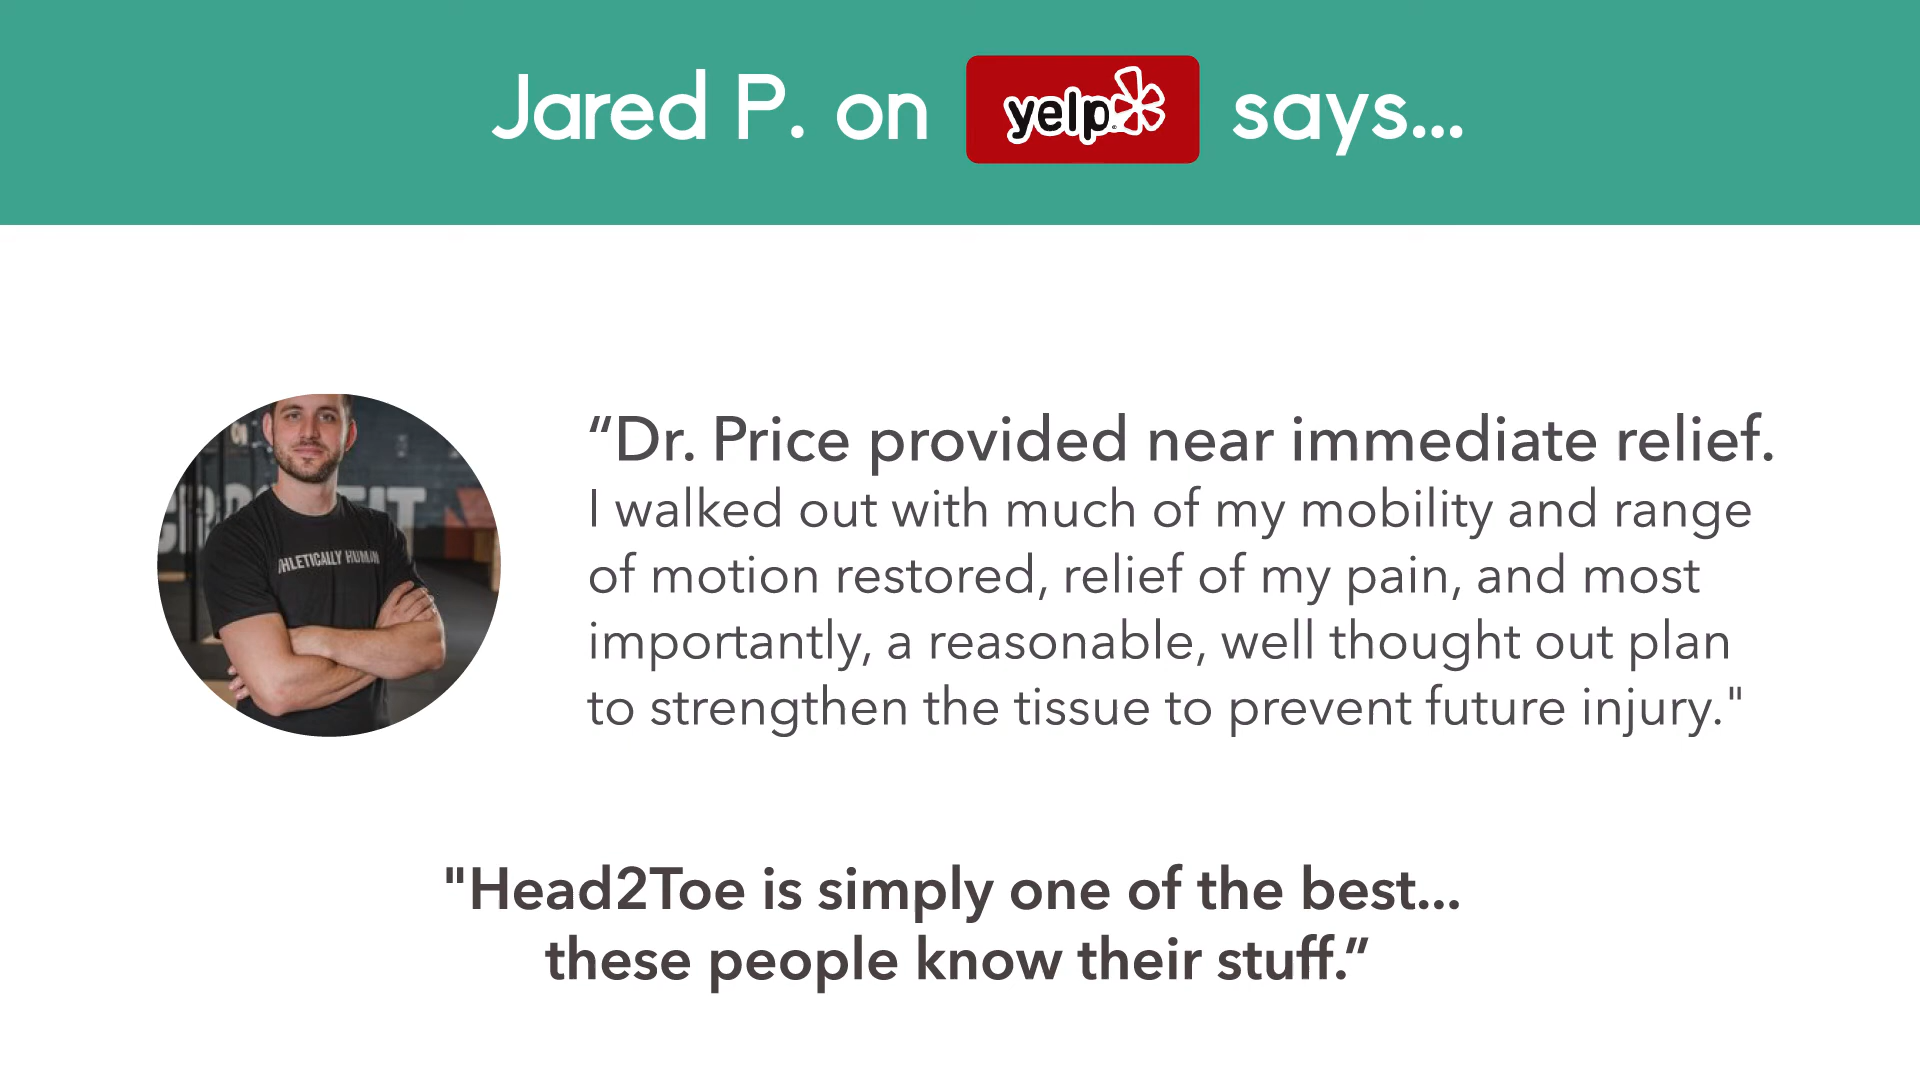 Jared P. on yelp says...
“Dr. Price provided near immediate relief.
I walked out with much of my mobility and range
of motion restored, relief of my pain, and most
importantly, a reasonable, well thought out plan
to strengthen the tissue to prevent future injury."
HLETICALLY HUMAN
"Head2Toe is simply one of the best...
these people know their stuff.”